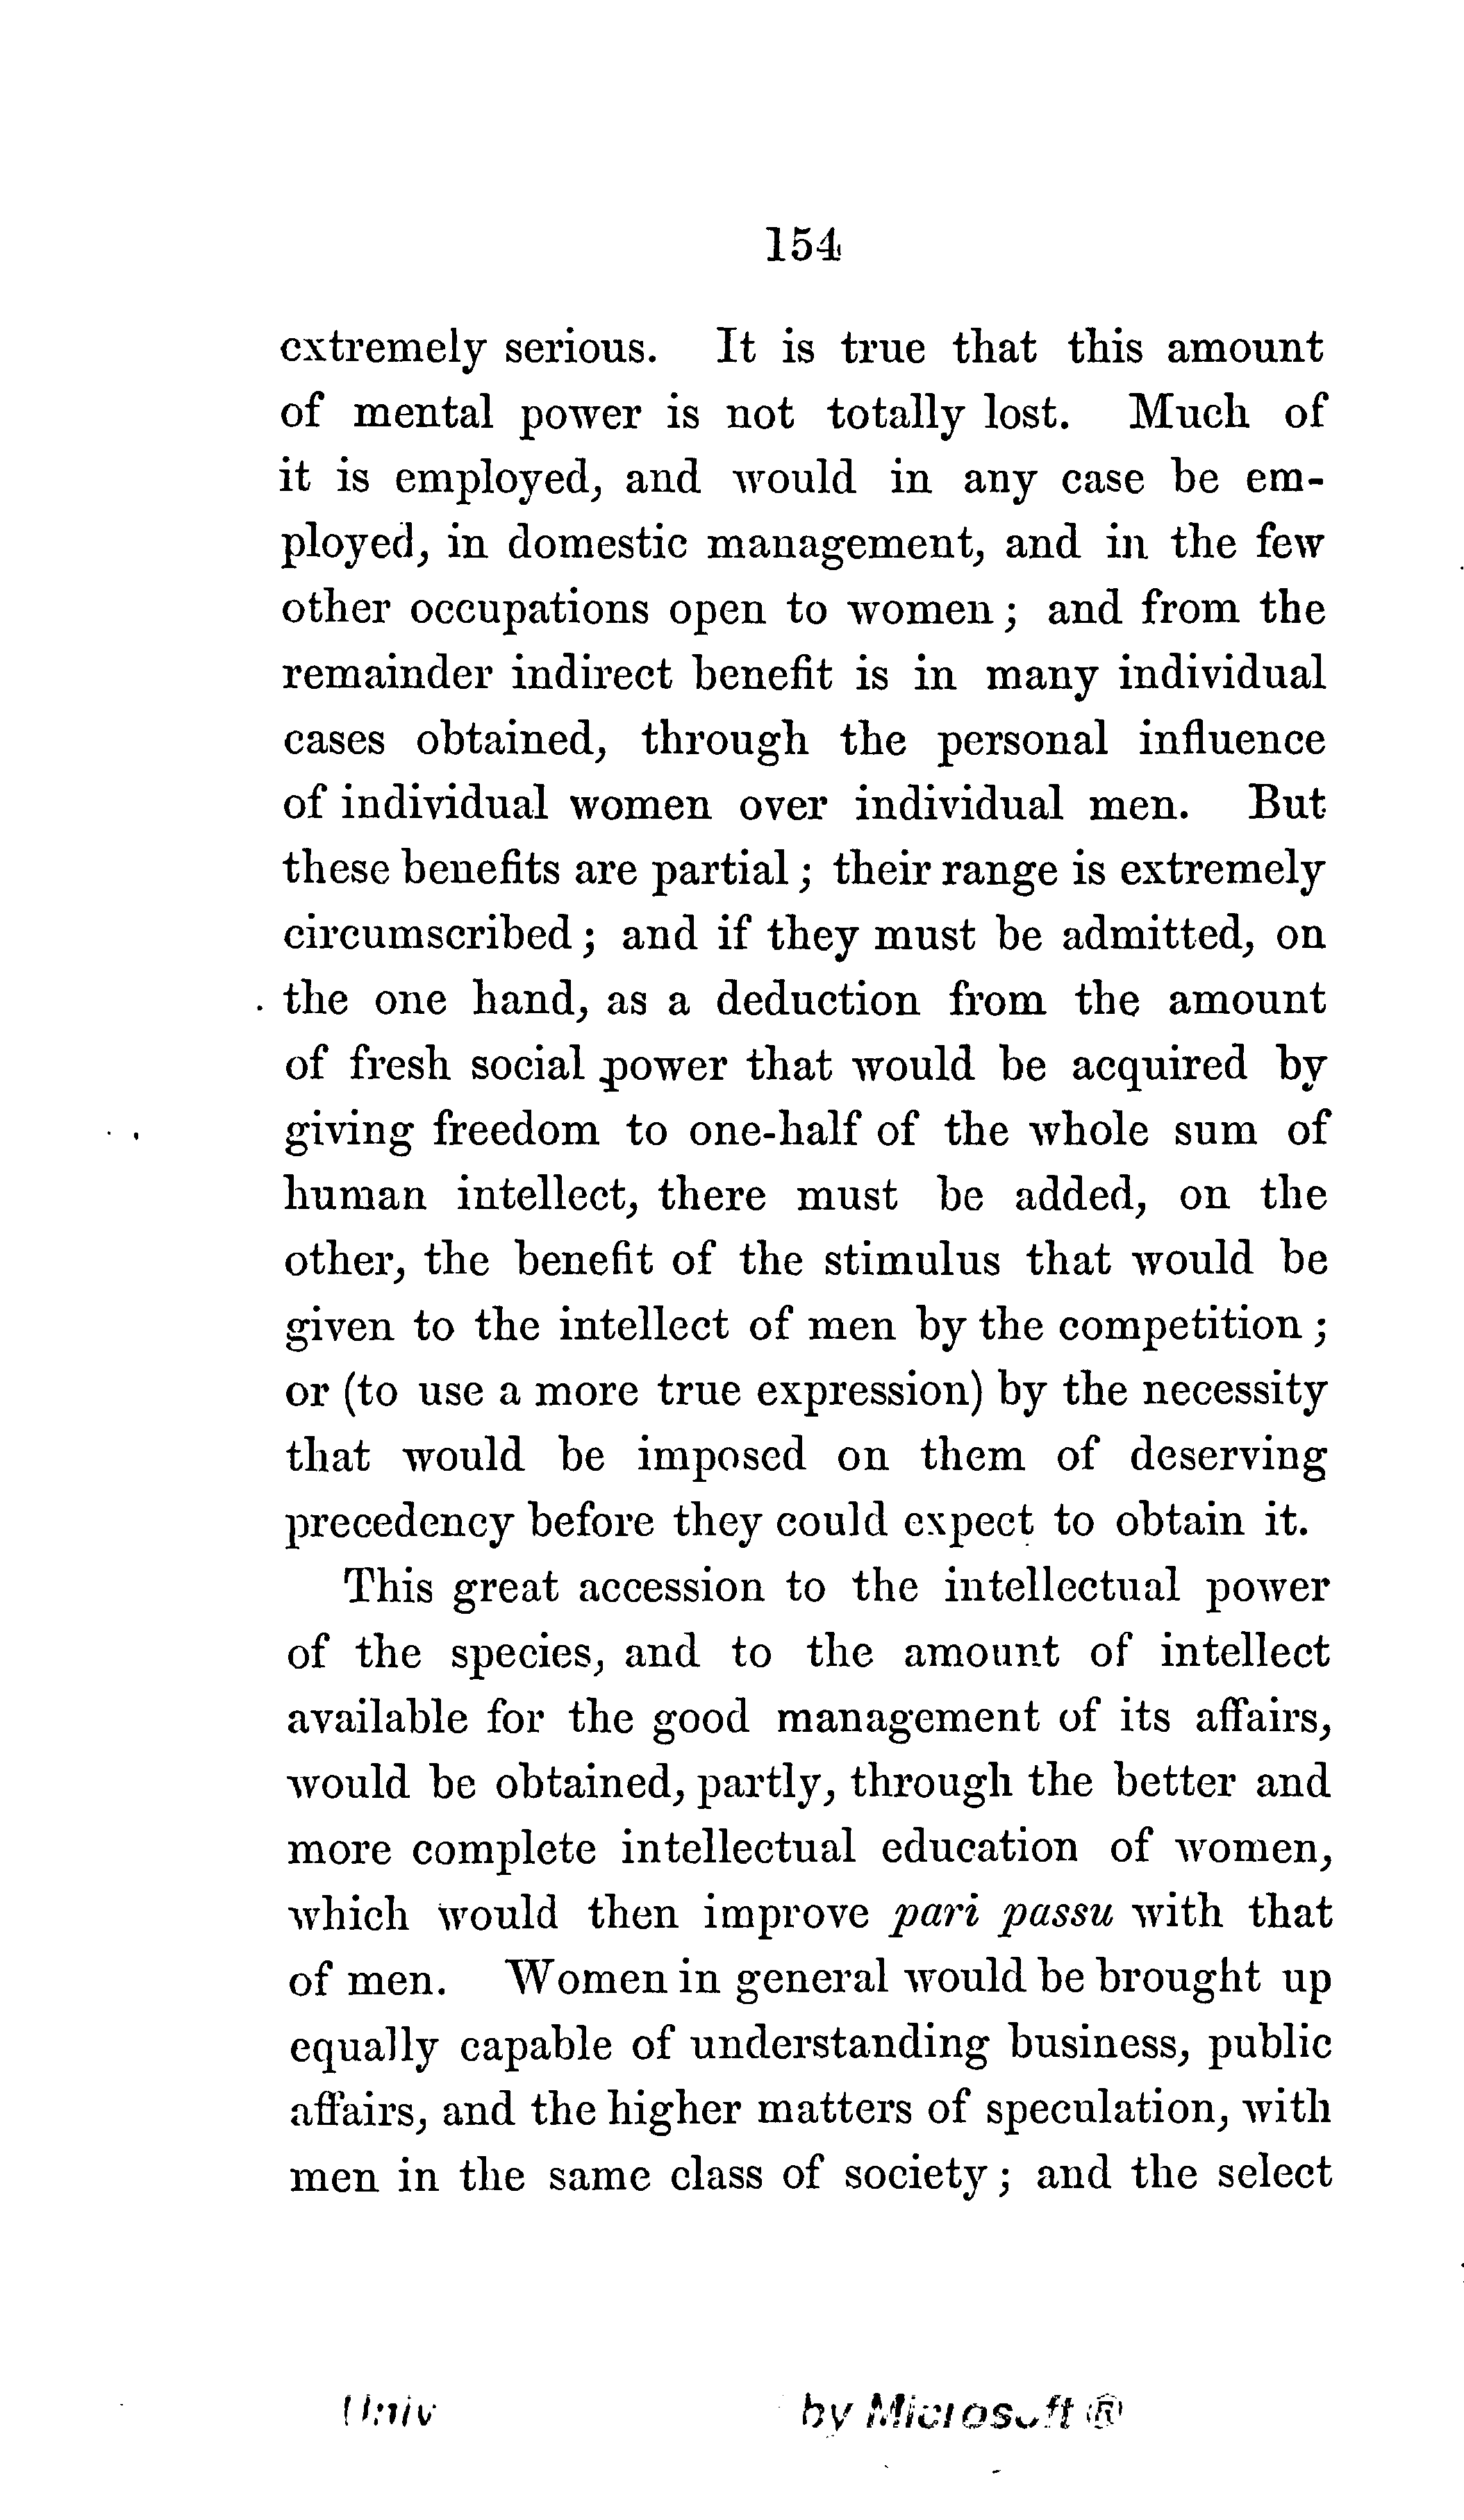 154
extremely serious. It is true that this amount
of mental power is not totally lost. Much of
it is employed, and would in any case be em-
ployed, in domestic management, and in the few
other occupations open to women; and from the
remainder indirect benefit is in many individual
cases obtained, through the personal influence
of individual women over individual men. But
these benefits are partial; their range is extremely
circumscribed; and if they must be admitted, on
the one hand, as a deduction from the amount
of fresh social power that would be acquired by
giving freedom to one-half of the whole sum of
human intellect, there must be added, on the
other, the benefit of the stimulus that would be
given to the intellect of men by the competition;
or (to use a more true expression) by the necessity
that would be imposed on them of deserving
precedency before they could expect to obtain it.
This great accession to the intellectual power
of the species, and to the amount of intellect
available for the good management of its affairs,
would be obtained, partly, through the better and
more complete intellectual education of women,
which would then improve pari passu with that
of men. Women in general would be brought up
equally capable of understanding business, public
affairs, and the higher matters of speculation, with
men in the same class of society; and the select
Univ by Microsoft ®